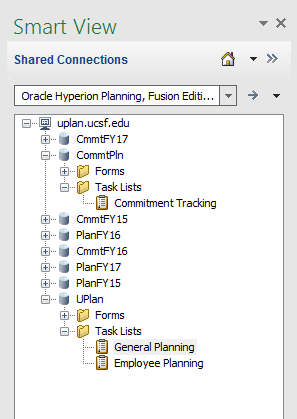 Smart View
Shared Connections
Oracle Hyperion Planning, Fusion Editi...
uplan.ucsf.edu
CmmtFY17
CommtPln
Forms
Task Lists
Commitment Tracking
CmmtFY15
PlanFY16
CmmtFY16
PlanFY17
PlanFY15
UPlan
Forms
Task Lists
General Planning
Employee Planning